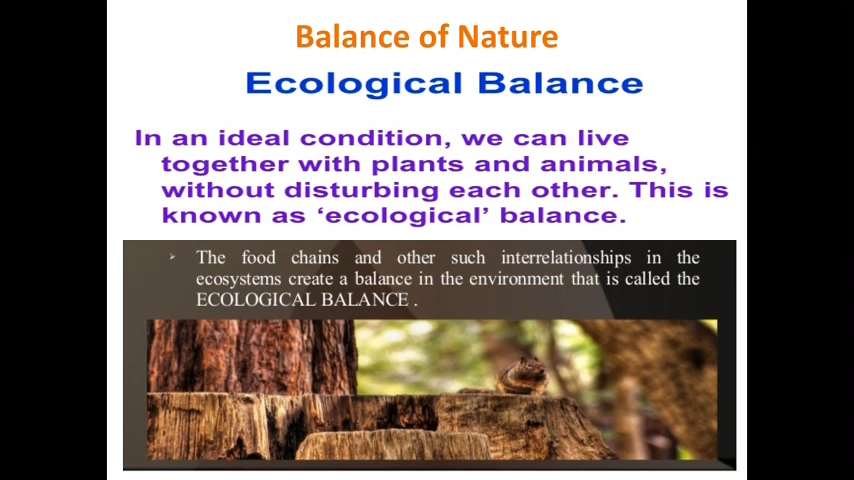 Balance of Nature
Ecological Balance
In an ideal condition, we can live
together with plants and animals,
without disturbing each other. This is
known as ‘ecological’ balance.
➢ The food chains and other such interrelationships in the
ecosystems create a balance in the environment that is called the
ECOLOGICAL BALANCE .